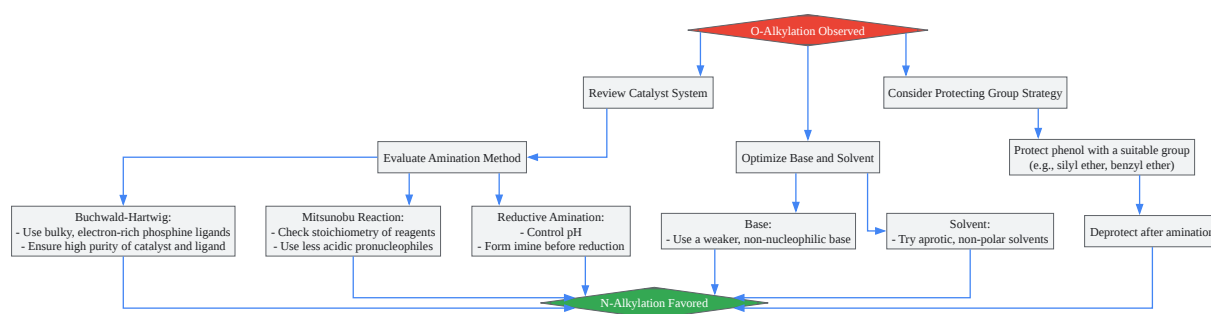 O-Alkylation Observed
Review Catalyst System
Consider Protecting Group Strategy
Evaluate Amination Method
Optimize Base and Solvent
Protect phenol with a suitable group
(e.g., silyl ether, benzyl ether)
Buchwald-Hartwig:
- Use bulky, electron-rich phosphine ligands
- Ensure high purity of catalyst and ligand
Mitsunobu Reaction:
- Check stoichiometry of reagents
- Use less acidic pronucleophiles
Reductive Amination:
- Control pH
- Form imine before reduction
Base:
- Use a weaker, non-nucleophilic base
Solvent:
- Try aprotic, non-polar solvents
Deprotect after amination
N-Alkylation Favored